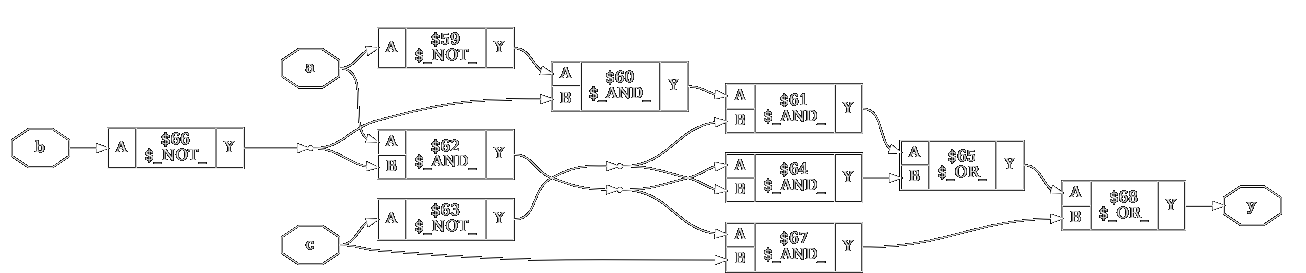 a
A
$59
$_NOT_
Y
A
B
$60
$_AND_
Y
A
B
$61
$_AND_
Y
b
A
$66
$_NOT_
Y
A
B
$62
$_AND_
Y
A
B
$64
$_AND_
Y
A
B
$65
$_OR_
Y
c
A
$63
$_NOT_
Y
A
B
$67
$_AND_
Y
A
B
$68
$_OR_
Y
y